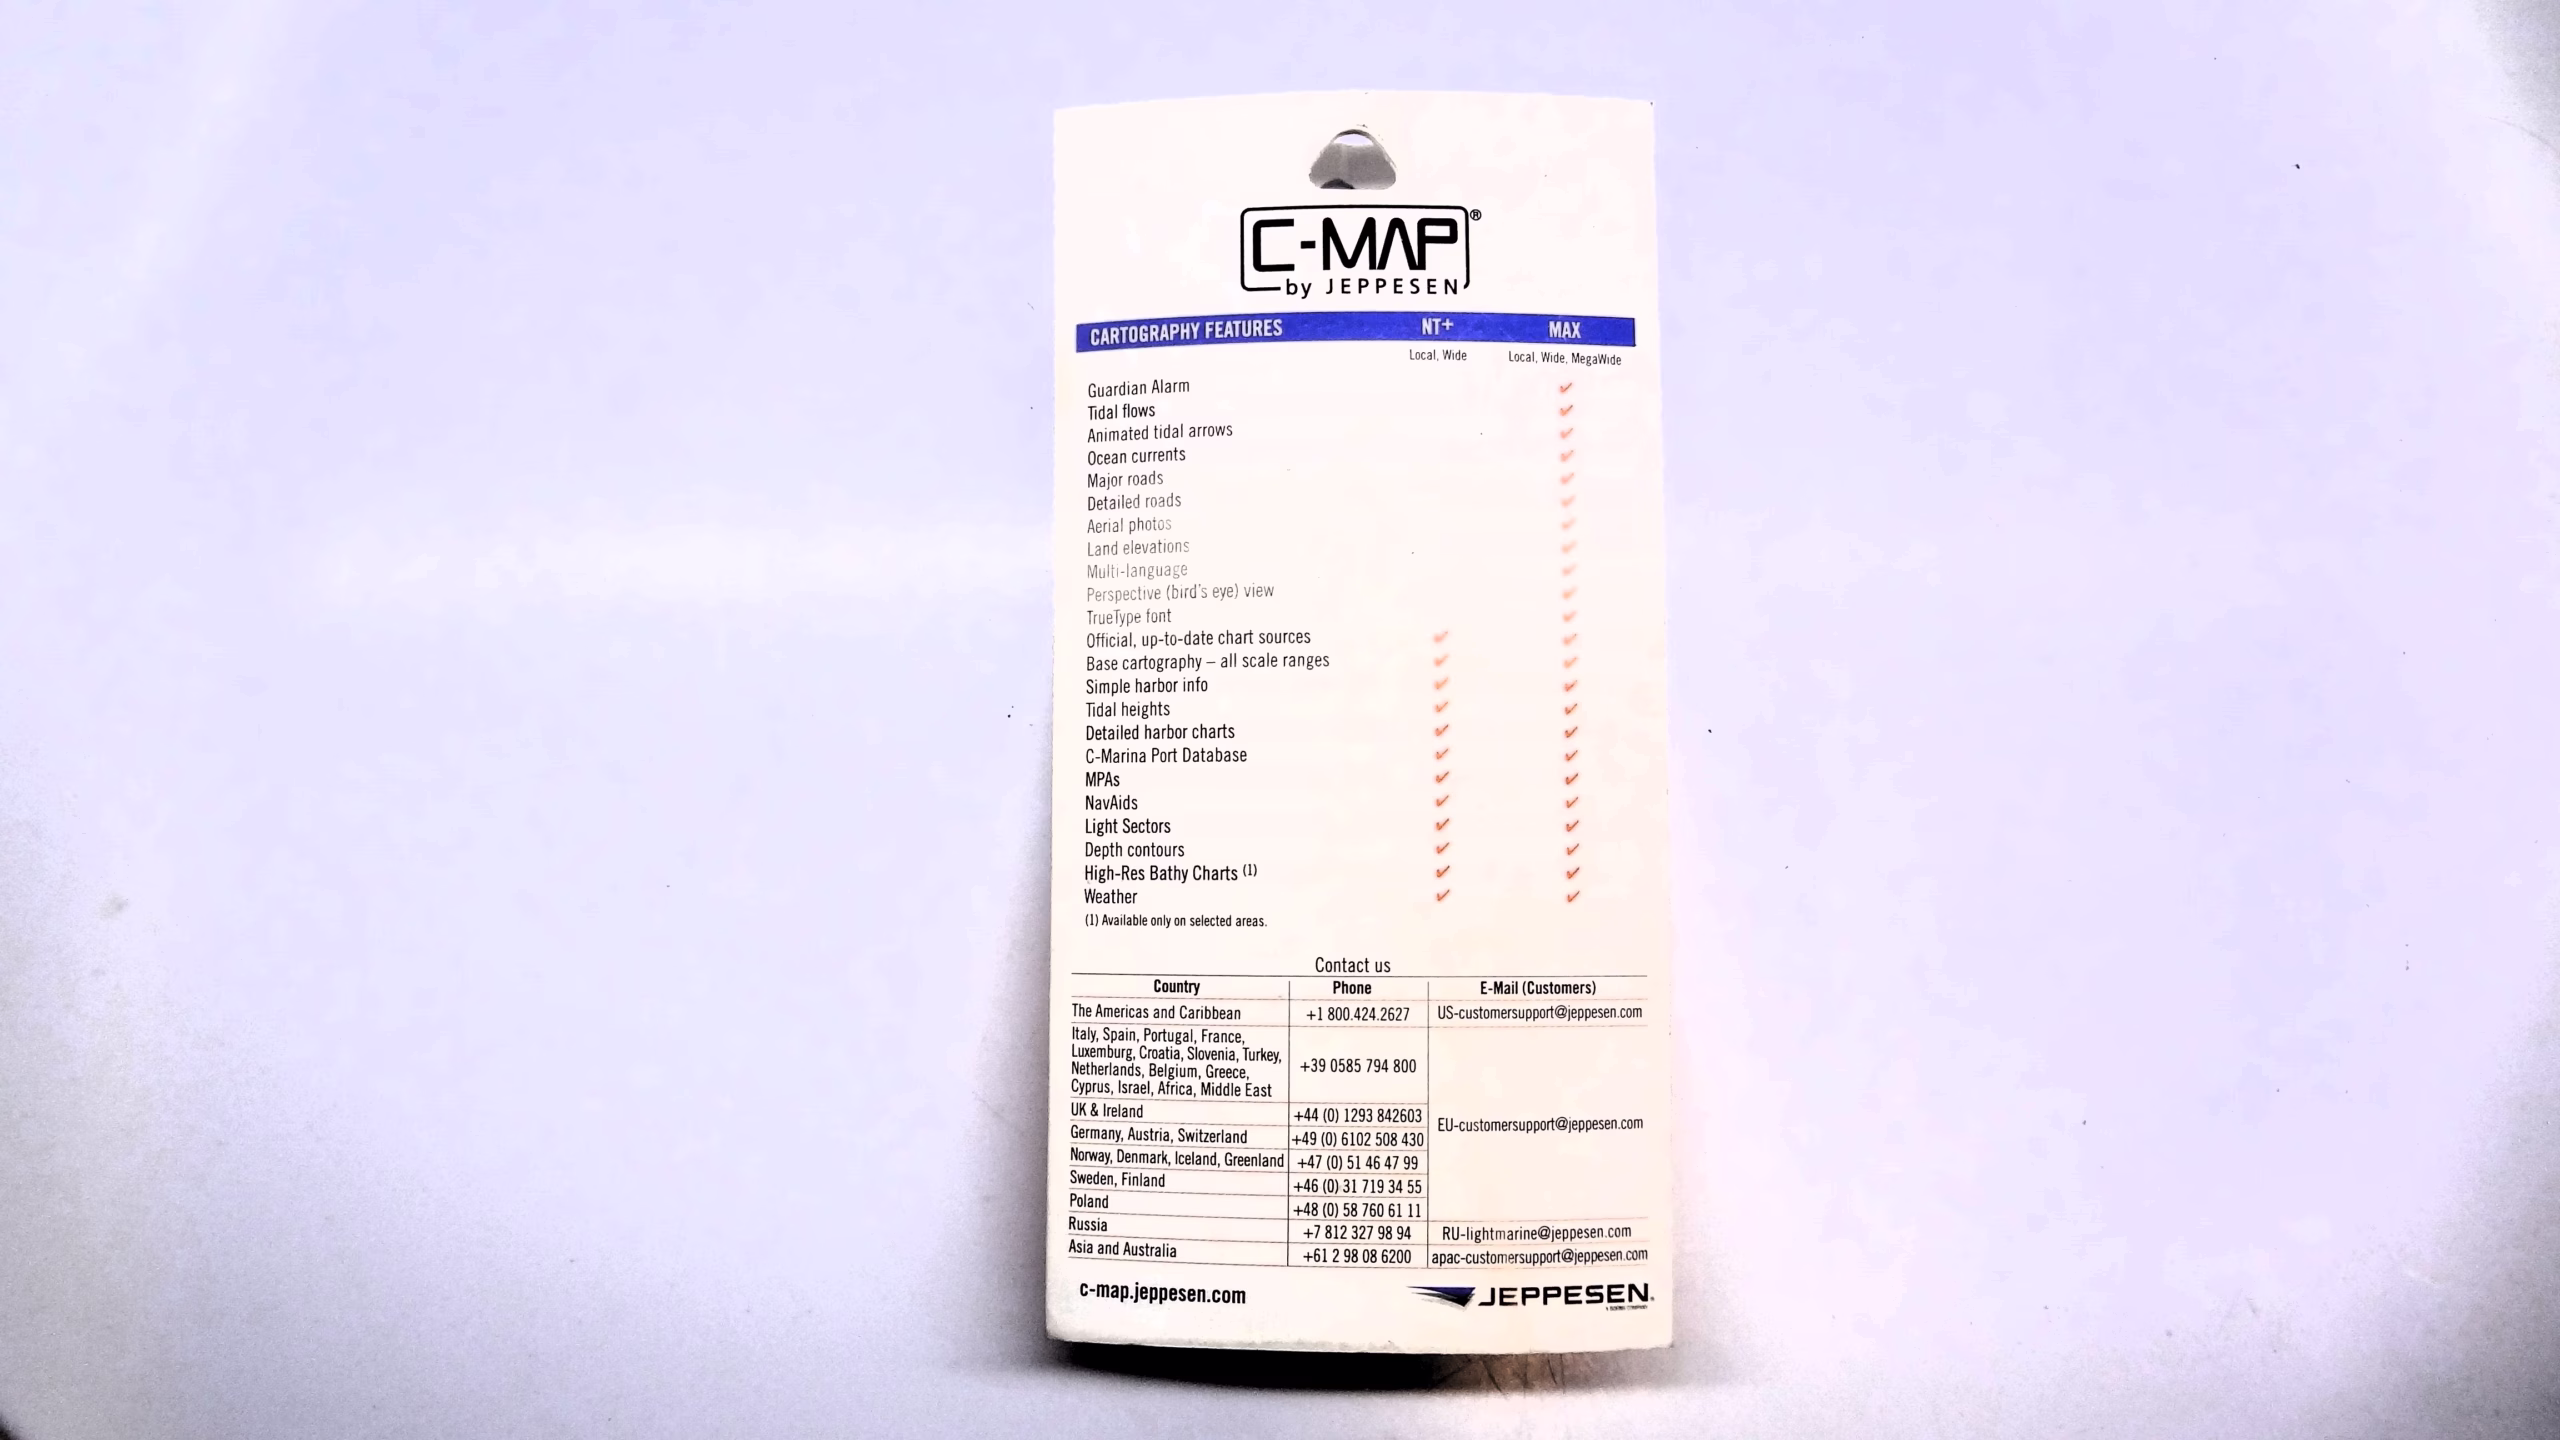 C-MAP®
by JEPPESEN
CARTOGRAPHY FEATURES NT+ MAX
Local, Wide Local, Wide, MegaWide
Guardian Alarm ✓
Tidal flows ✓
Animated tidal arrows ✓
Ocean currents ✓
Major roads ✓
Detailed roads ✓
Aerial photos ✓
Land elevations ✓
Multi-language ✓
Perspective (bird's eye) view ✓
TrueType font ✓
Official, up-to-date chart sources ✓ ✓
Base cartography – all scale ranges ✓ ✓
Simple harbor info ✓ ✓
Tidal heights ✓ ✓
Detailed harbor charts ✓ ✓
C-Marina Port Database ✓ ✓
MPAs ✓ ✓
NavAids ✓ ✓
Light Sectors ✓ ✓
Depth contours ✓ ✓
High-Res Bathy Charts (1) ✓ ✓
Weather ✓ ✓
(1) Available only on selected areas.
Contact us
Country Phone E-Mail (Customers)
The Americas and Caribbean +1 800.424.2627 US-customersupport@jeppesen.com
Italy, Spain, Portugal, France,
Luxemburg, Croatia, Slovenia, Turkey,
Netherlands, Belgium, Greece,
Cyprus, Israel, Africa, Middle East
+39 0585 794 800
UK & Ireland +44 (0) 1293 842603
EU-customersupport@jeppesen.com
Germany, Austria, Switzerland +49 (0) 6102 508 430
Norway, Denmark, Iceland, Greenland +47 (0) 51 46 47 99
Sweden, Finland +46 (0) 31 719 34 55
Poland +48 (0) 58 760 61 11
Russia +7 812 327 98 94 RU-lightmarine@jeppesen.com
Asia and Australia +61 2 98 08 6200 apac-customersupport@jeppesen.com
c-map.jeppesen.com JEPPESEN.